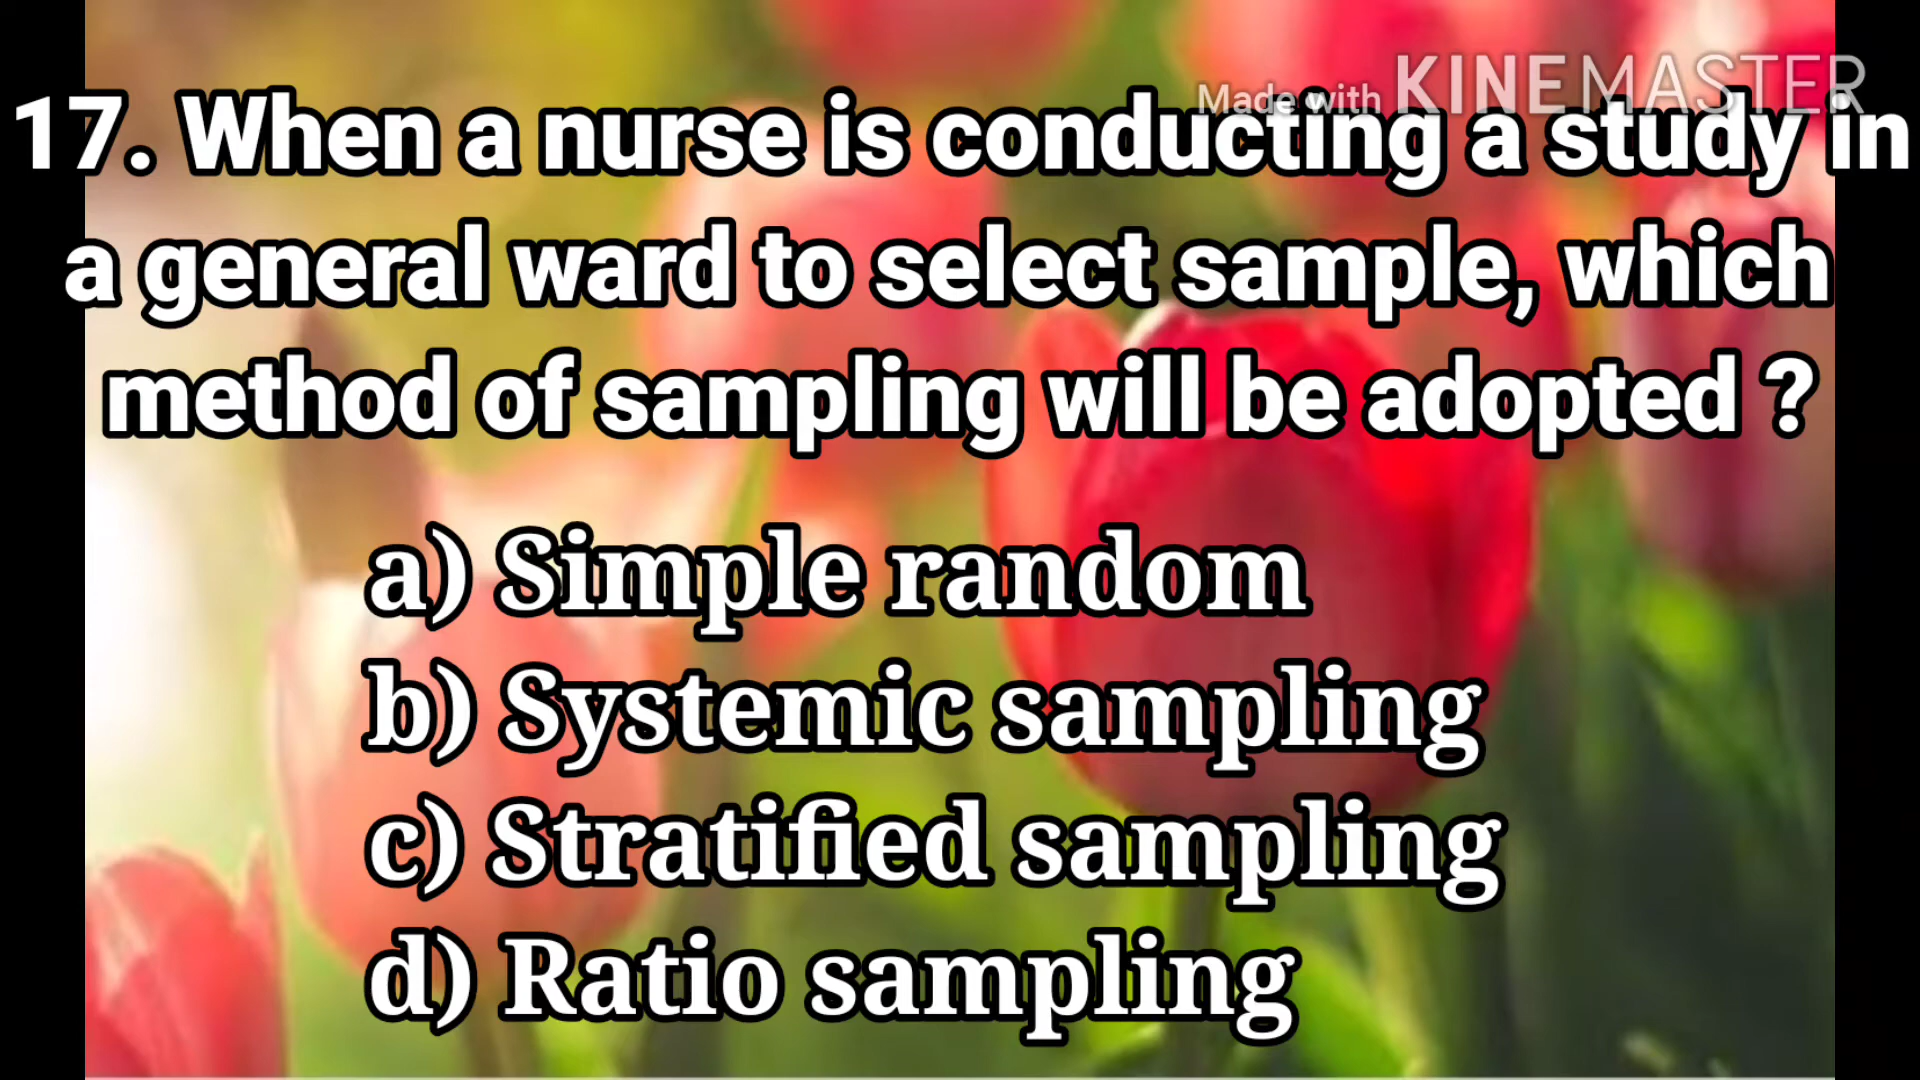 Made with KINEMASTER
17. When a nurse is conducting a study in
a general ward to select sample, which
method of sampling will be adopted ?
a) Simple random
b) Systemic sampling
c) Stratified sampling
d) Ratio sampling